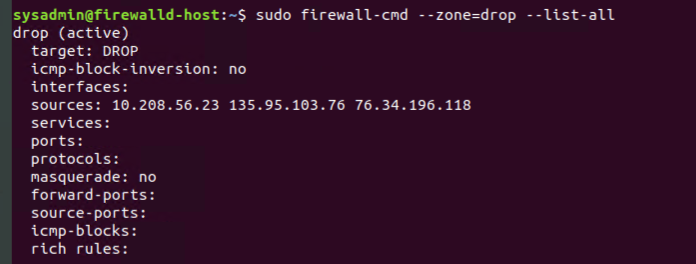 sysadmin@firewalld-host:~$ sudo firewall-cmd --zone=drop --list-all
drop (active)
  target: DROP
  icmp-block-inversion: no
  interfaces:
  sources: 10.208.56.23 135.95.103.76 76.34.196.118
  services:
  ports:
  protocols:
  masquerade: no
  forward-ports:
  source-ports:
  icmp-blocks:
  rich rules: